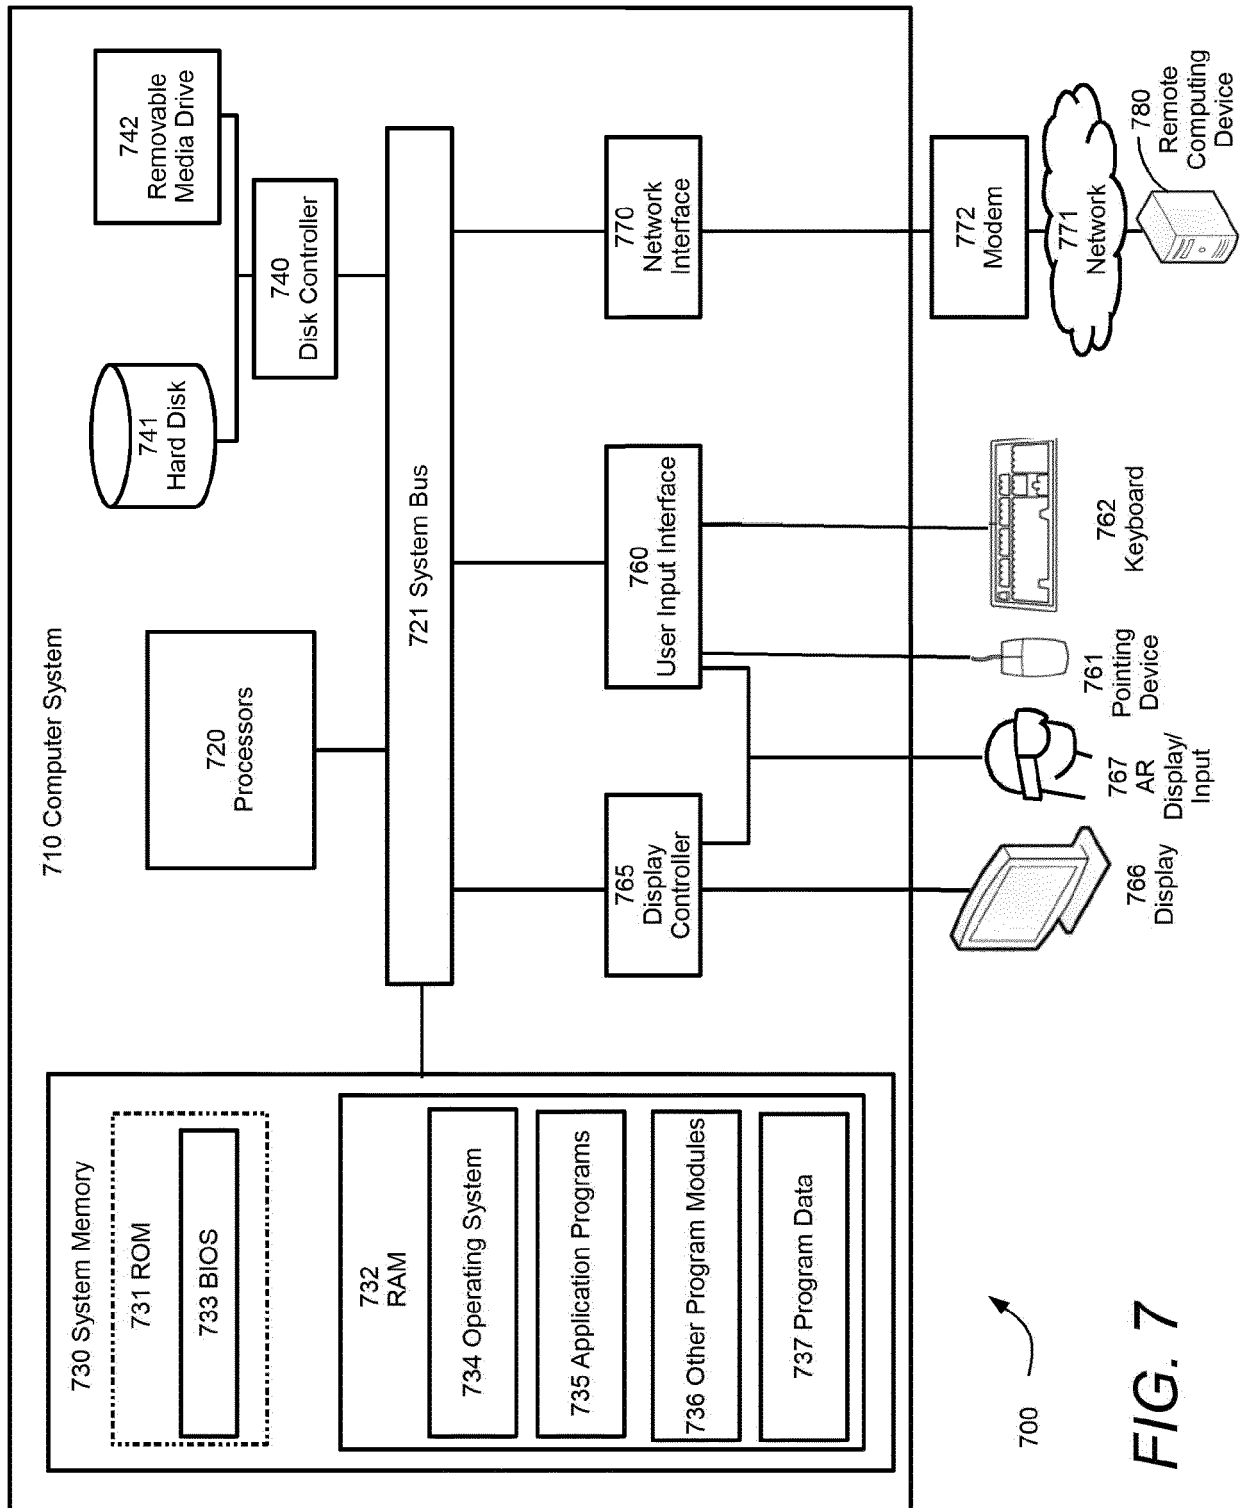 710 Computer System
730 System Memory
731 ROM
733 BIOS
732
RAM
734 Operating System
735 Application Programs
736 Other Program Modules
737 Program Data
720
Processors
741
Hard Disk
742
Removable
Media Drive
740
Disk Controller
721 System Bus
765
Display
Controller
760
User Input Interface
770
Network
Interface
766
Display
767
AR
Display/
Input
761
Pointing
Device
762
Keyboard
772
Modem
771
Network
780
Remote
Computing
Device
700
FIG. 7